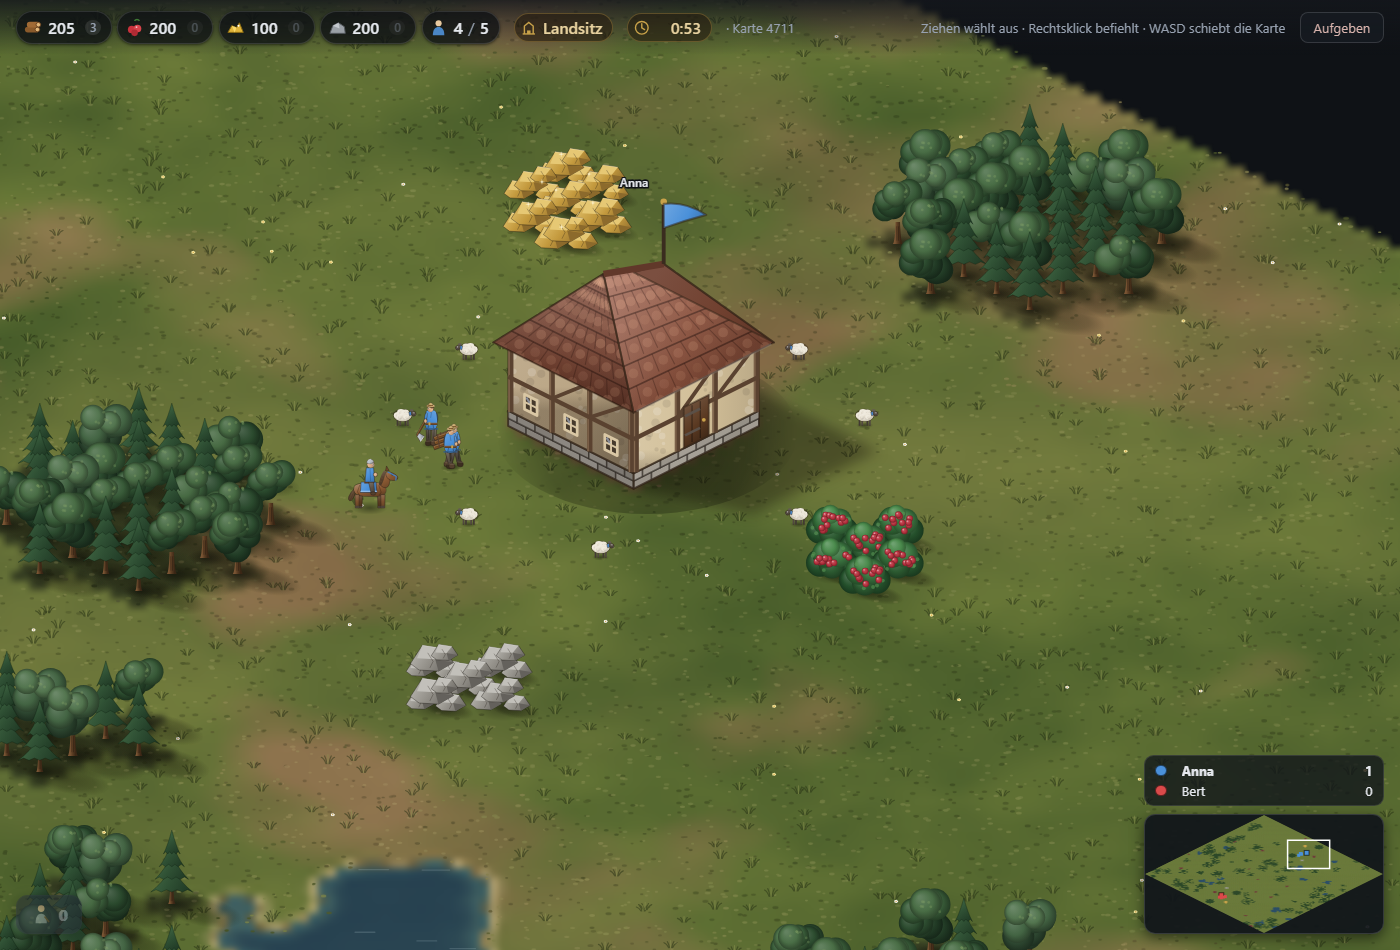 205 3 200 0 100 0 200 0 4 / 5 Landsitz 0:53 · Karte 4711 Ziehen wählt aus · Rechtsklick befiehlt · WASD schiebt die Karte Aufgeben
Anna
Anna 1
Bert 0
0